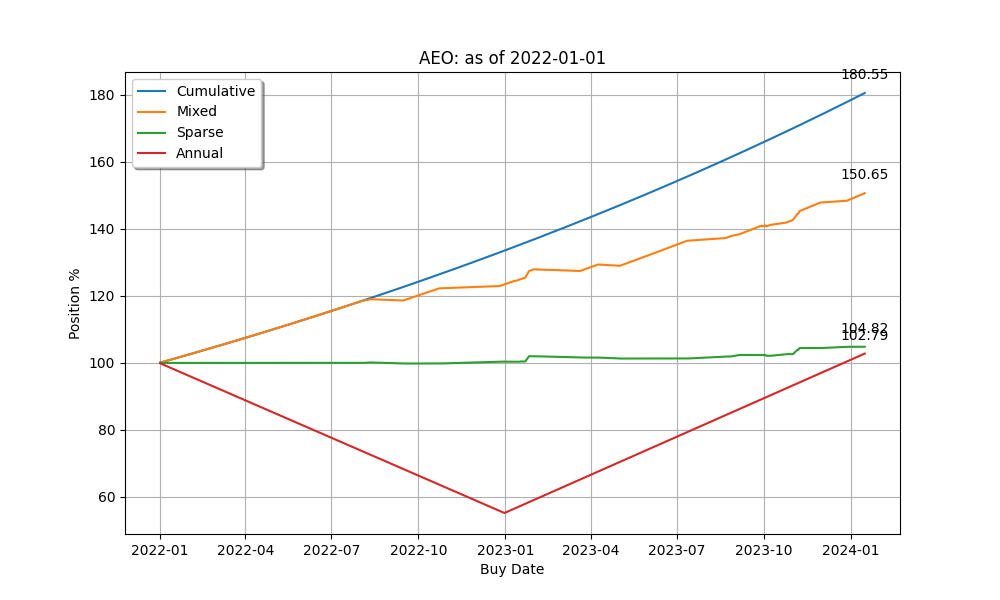 AEO: as of 2022-01-01
Cumulative
Mixed
Sparse
Annual
180.55
150.65
104.82
102.79
180
160
140
120
100
80
60
Position %
2022-01
2022-04
2022-07
2022-10
2023-01
2023-04
2023-07
2023-10
2024-01
Buy Date